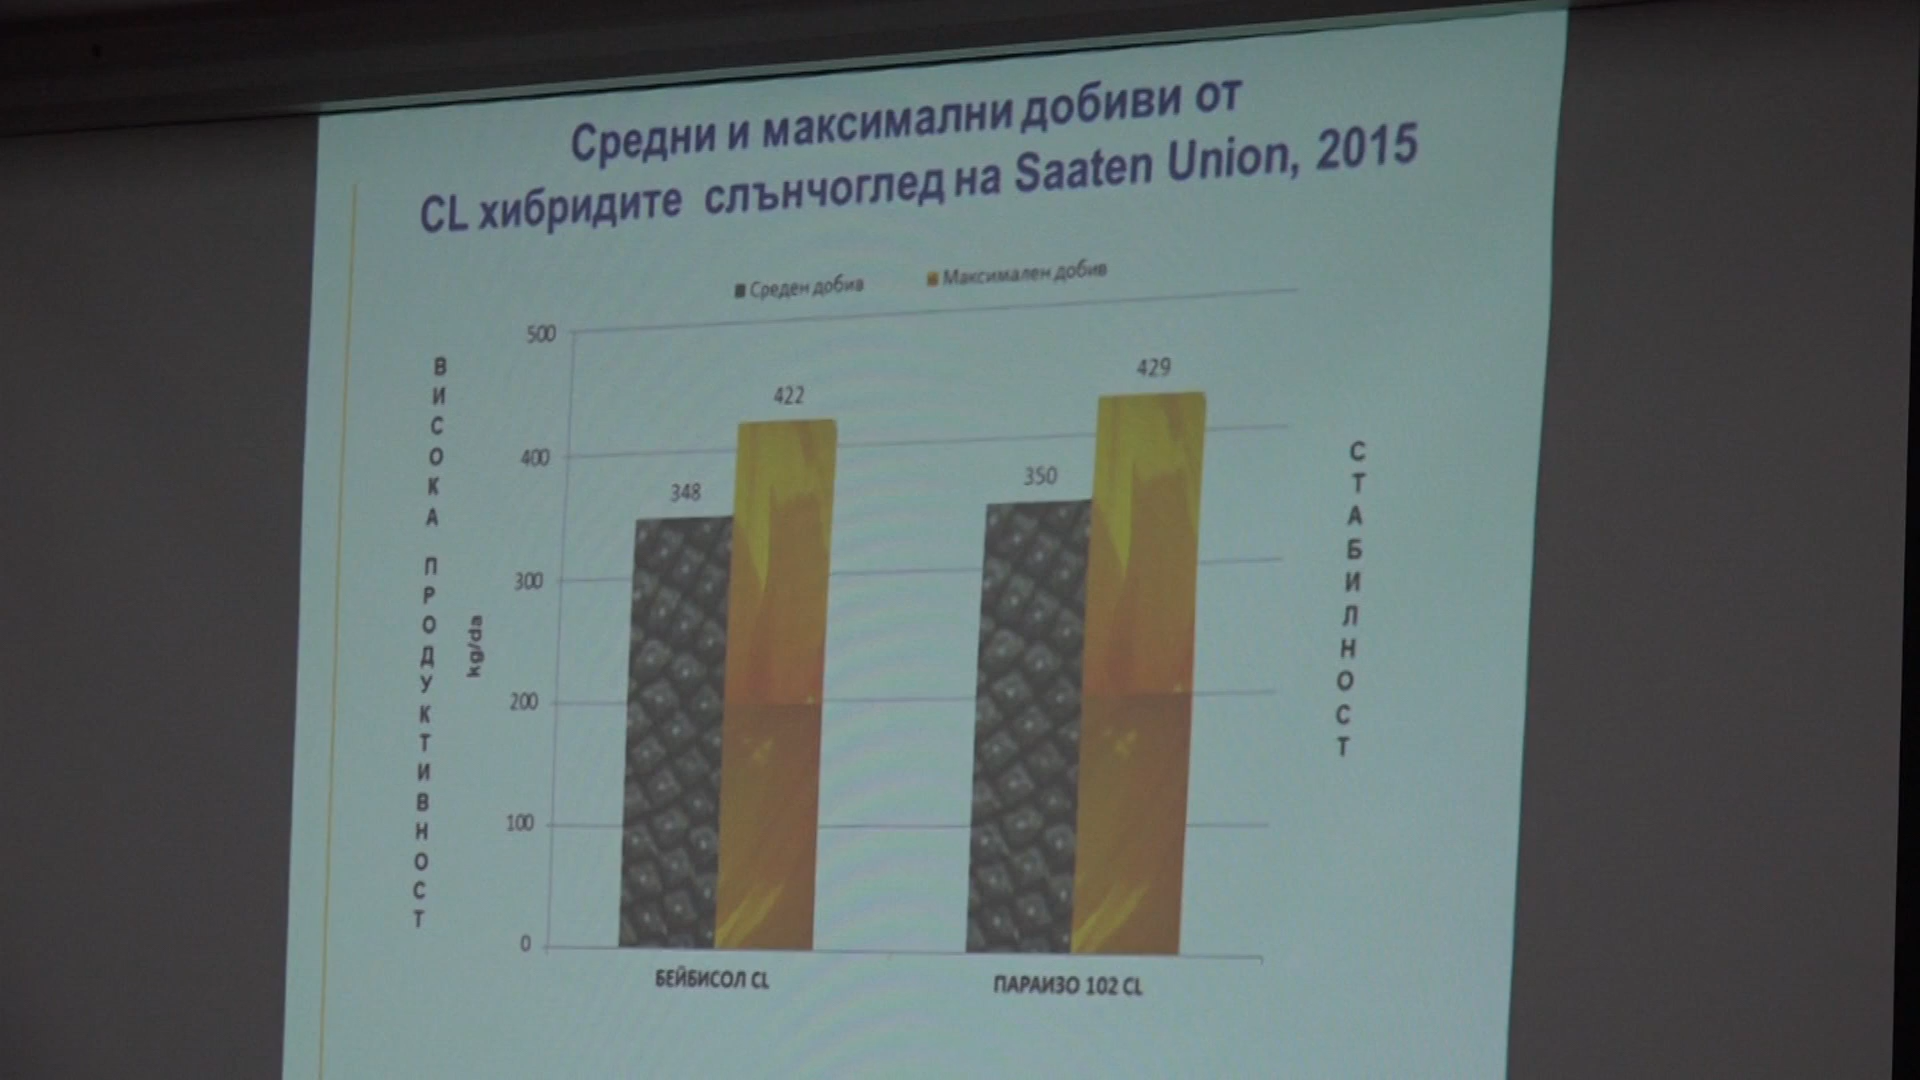 Средни и максимални добиви от
CL хибридите слънчоглед на Saaten Union, 2015
Среден добив
Максимален добив
ВИСОКА ПРОДУКТИВНОСТ
kg/da
500
400
300
200
100
0
348
422
350
429
БЕЙБИСОЛ CL
ПАРАИЗО 102 CL
СТАБИЛНОСТ